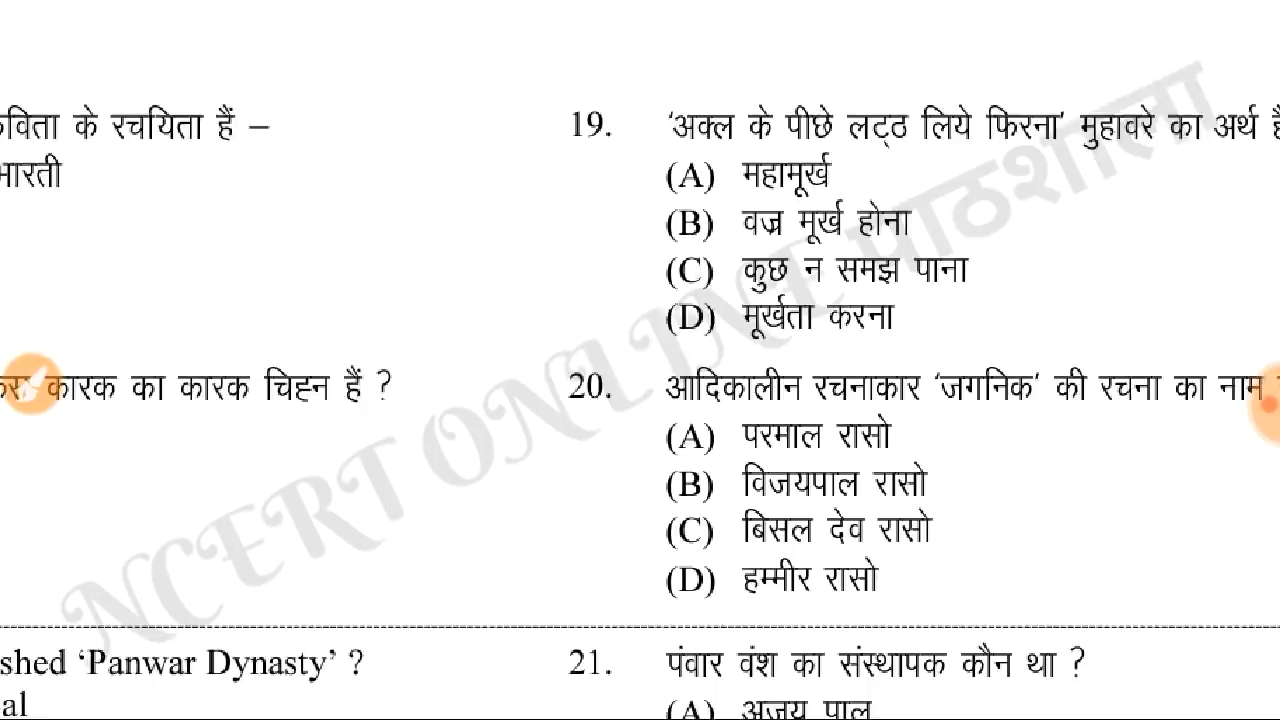 के रचयिता हैं –
भारती
कारक का कारक चिह्न हैं ?
shed ‘Panwar Dynasty’ ?
al
19. ‘अक्ल के पीछे लट्ठ लिये फिरना’ मुहावरे का अर्थ
(A) महामूर्ख
(B) वज्र मूर्ख होना
(C) कुछ न समझ पाना
(D) मूर्खता करना
20. आदिकालीन रचनाकार ‘जगनिक’ की रचना का नाम
(A) परमाल रासो
(B) विजयपाल रासो
(C) बिसल देव रासो
(D) हम्मीर रासो
21. पंवार वंश का संस्थापक कौन था ?
(A) अजय पाल
NCERT ONLINE पाठशाला